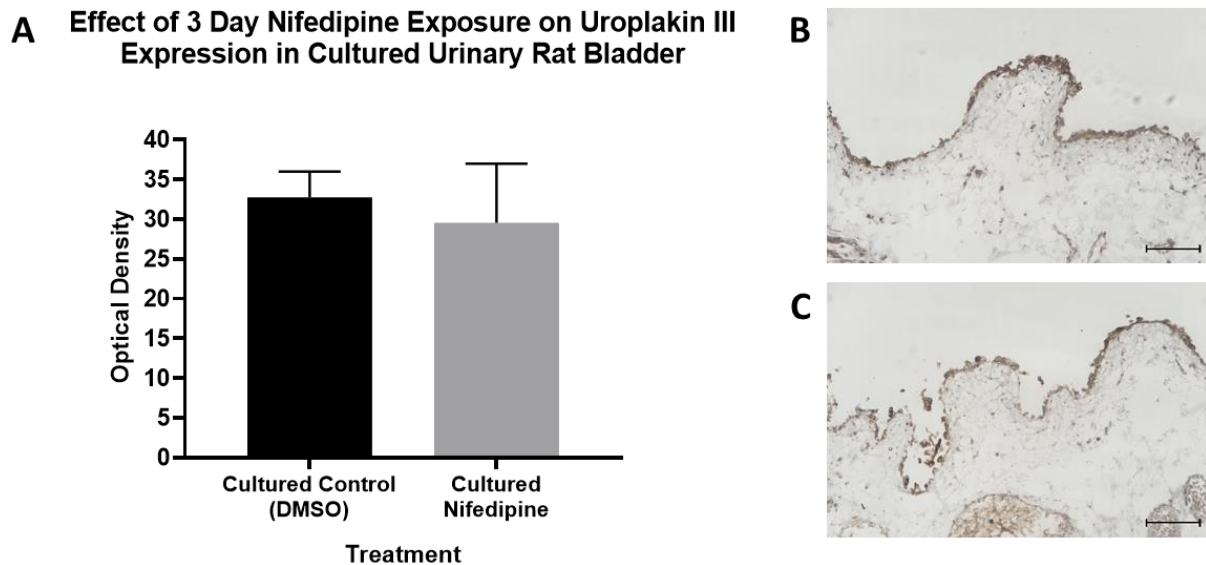 A
Effect of 3 Day Nifedipine Exposure on Uroplakin III
Expression in Cultured Urinary Rat Bladder
Optical Density
40
35
30
25
20
15
10
5
0
Cultured Control
(DMSO)
Cultured
Nifedipine
Treatment
B
C